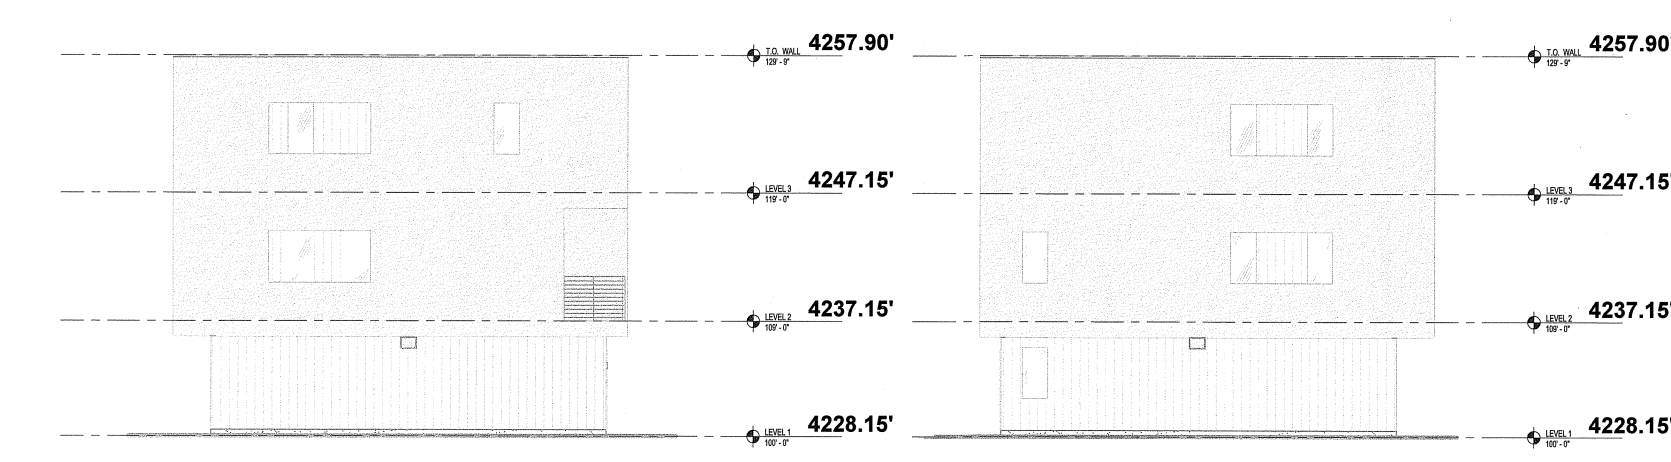 4257.90'
T.O. WALL
129' - 9"
4247.15'
LEVEL 3
119' - 0"
4237.15'
LEVEL 2
109' - 0"
4228.15'
LEVEL 1
100' - 0"
4257.90'
T.O. WALL
129' - 9"
4247.15'
LEVEL 3
119' - 0"
4237.15'
LEVEL 2
109' - 0"
4228.15'
LEVEL 1
100' - 0"